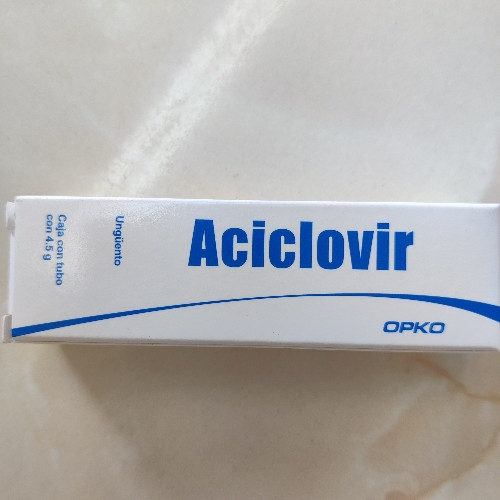 Aciclovir
Ungüento
Caja con tubo
con 4.5 g
OPKO